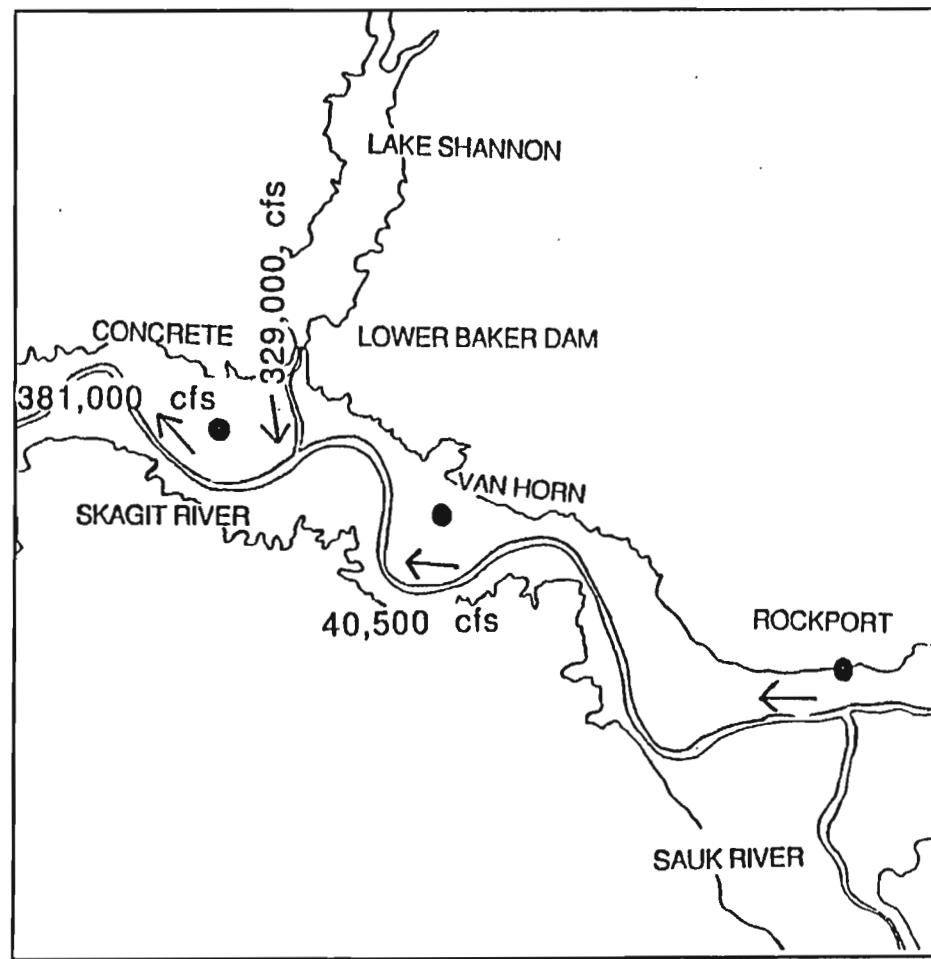 LAKE SHANNON
329,000, cfs
CONCRETE
LOWER BAKER DAM
381,000 cfs
VAN HORN
SKAGIT RIVER
40,500 cfs
ROCKPORT
SAUK RIVER